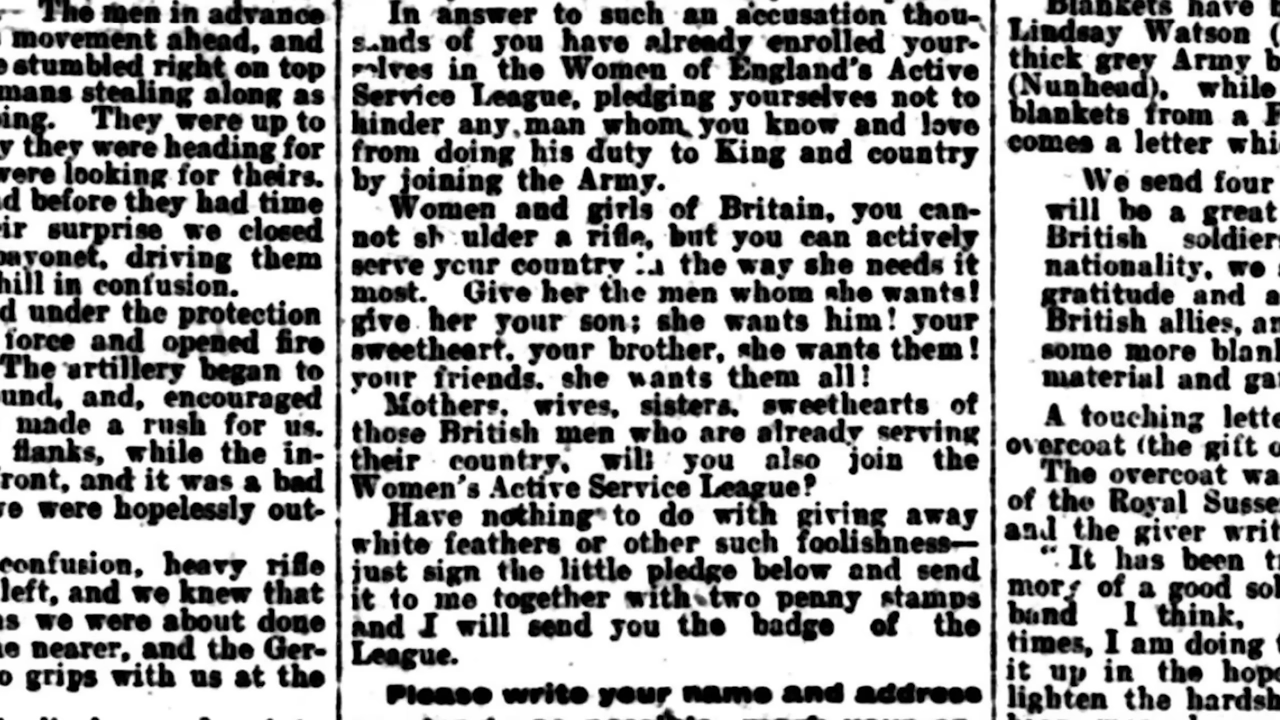 The men in advance
movement ahead, and
stumbled right on top
mans stealing along as
They were up to
they were heading for
were looking for theirs.
before they had time
surprise we closed
bayonet, driving them
hill in confusion.
under the protection
force and opened fire
The artillery began to
and, encouraged
made a rush for us.
flanks, while the in-
front, and it was a bad
were hopelessly out-
confusion, heavy rifle
left, and we knew that
as we were about done
nearer, and the Ger-
grips with us at the
In answer to such an accusation thou-
sands of you have already enrolled your-
selves in the Women of England's Active
Service League, pledging yourselves not to
hinder any man whom you know and love
from doing his duty to King and country
by joining the Army.
Women and girls of Britain, you can-
not shoulder a rifle, but you can actively
serve your country in the way she needs it
most. Give her the men whom she wants!
give her your son; she wants him! your
sweetheart, your brother, she wants them!
your friends, she wants them all!
Mothers, wives, sisters, sweethearts of
those British men who are already serving
their country, will you also join the
Women's Active Service League?
Have nothing to do with giving away
white feathers or other such foolishness—
just sign the little pledge below and send
it to me together with two penny stamps
and I will send you the badge of the
League.
Please write your name and address
Blankets have
Lindsay Watson (
thick grey Army
(Nunhead), while
blankets from a
comes a letter
We send four
will be a great
British soldiers
nationality, we
gratitude and
British allies,
some more
material and
A touching
overcoat (the gift
The overcoat
of the Royal
and the giver
"It has been
more of a good
band I think,
times, I am doing
it up in the hope
lighten the